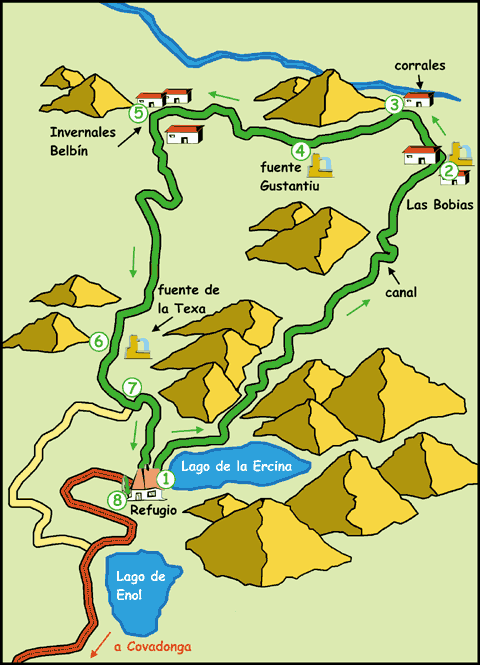 corrales
3
5
Invernales
Belbín
4
fuente
Gustantiu
2
Las Bobias
canal
fuente de
la Texa
6
7
Lago de la Ercina
1
8
Refugio
Lago de
Enol
a Covadonga